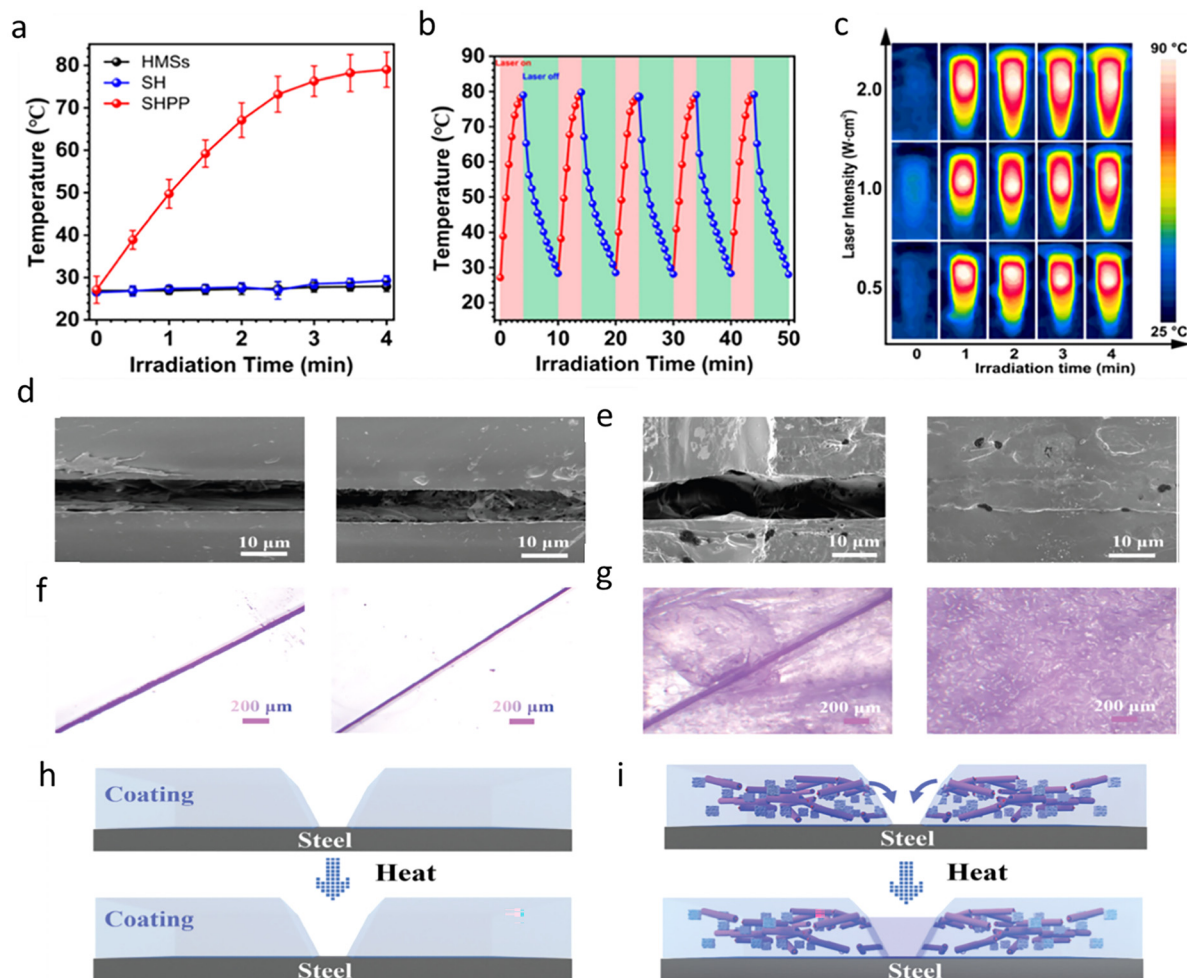 a
b
c
HMSs
SH
SHPP
Temperature (℃)
80
70
60
50
40
30
20
0
1
2
3
4
Irradiation Time (min)
Laser on
Laser off
Temperature (℃)
90
80
70
60
50
40
30
20
0
10
20
30
40
50
Irradiation Time (min)
Laser Intensity (W·cm²)
2.0
1.0
0.5
0
1
2
3
4
Irradiation time (min)
90 °C
25 °C
d
10 μm
10 μm
e
10 μm
10 μm
f
200 μm
200 μm
g
200 μm
200 μm
h
Coating
Steel
Heat
Coating
Steel
i
Steel
Heat
Steel